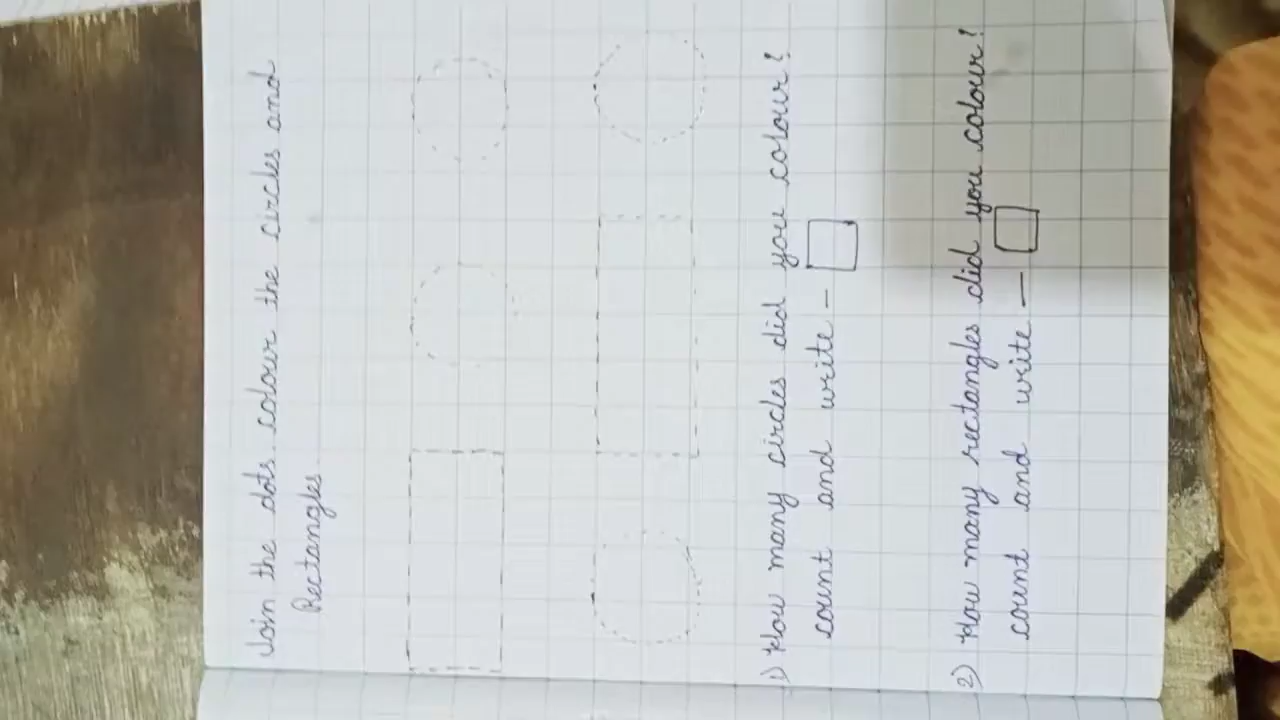 Join the dots. colour the circles and
Rectangles
1) How many circles did you colour?
count and write –
2) How many rectangles did you colour?
count and write –